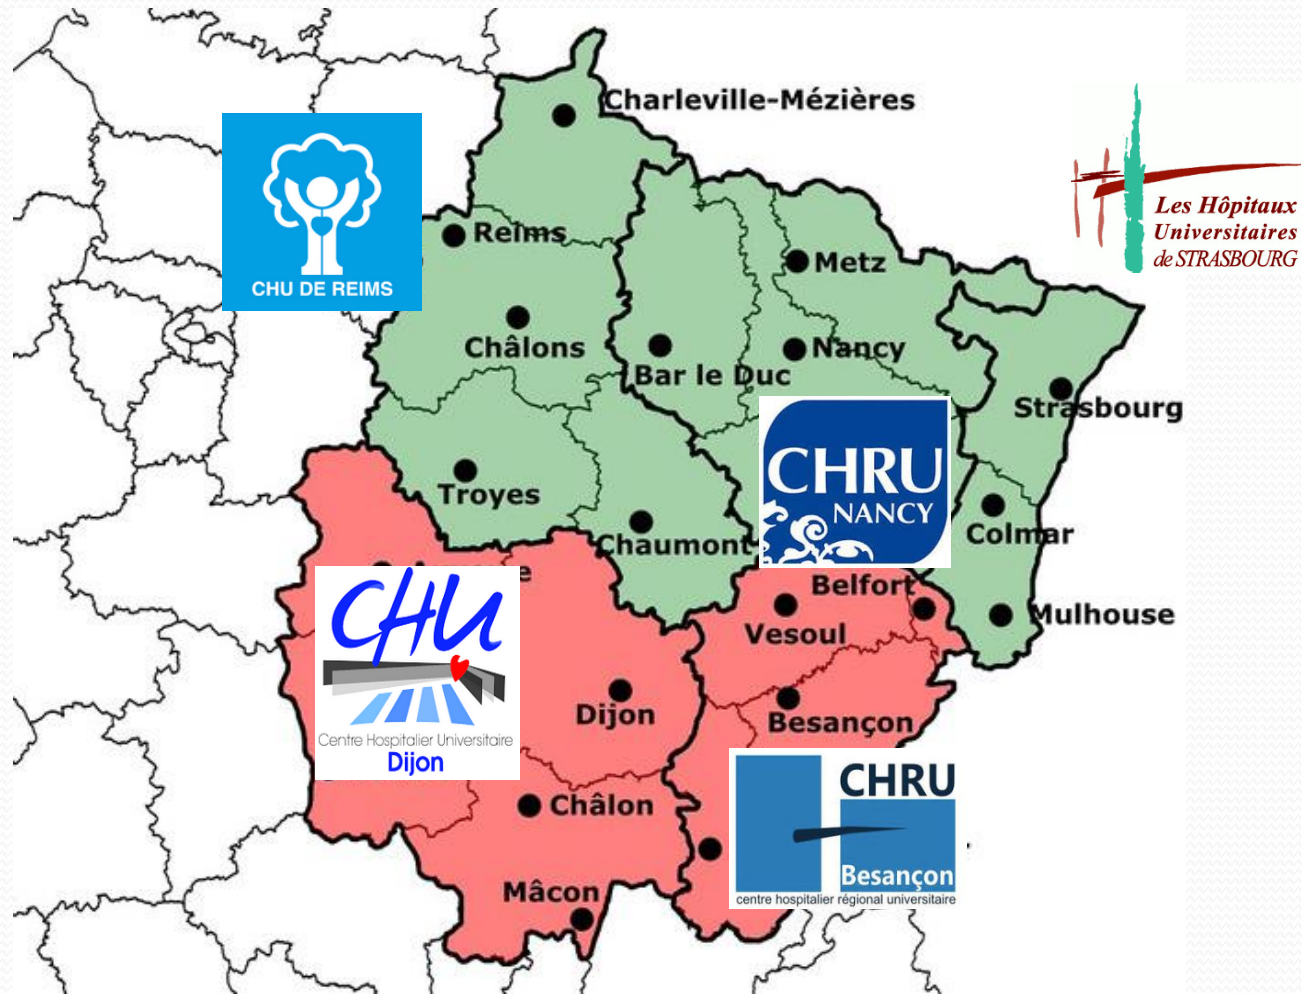 Charleville-Mézières
CHU DE REIMS
Reims
Les Hôpitaux
Universitaires
de STRASBOURG
Metz
Châlons
Nancy
Bar le Duc
Strasbourg
CHRU
NANCY
Troyes
Colmar
Chaumont
Belfort
Mulhouse
Vesoul
CHU
Centre Hospitalier Universitaire
Dijon
Dijon
Besançon
CHRU
Besançon
centre hospitalier régional universitaire
Châlon
Mâcon